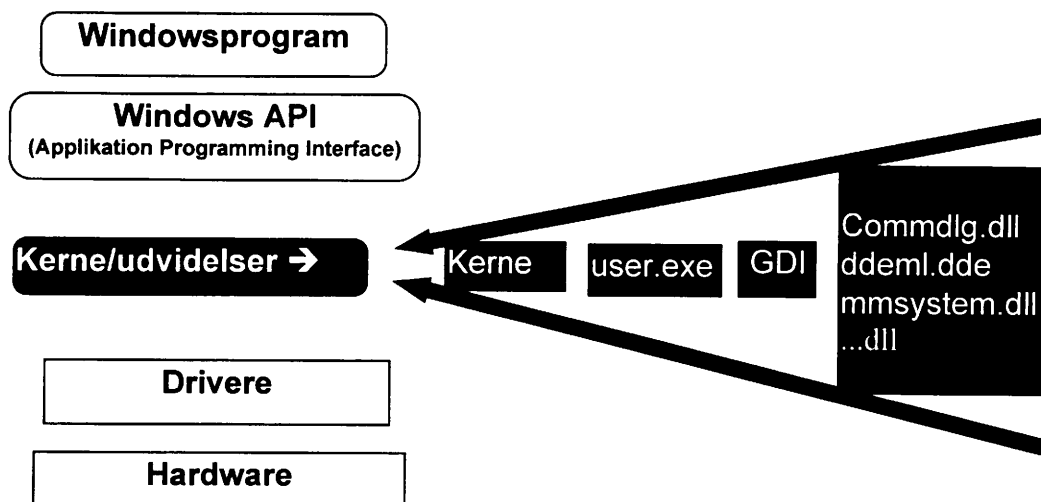 Windowsprogram
Windows API
(Applikation Programming Interface)
Kerne/udvidelser ➔
Kerne
user.exe
GDI
Commdlg.dll
ddeml.dde
mmsystem.dll
...dll
Drivere
Hardware